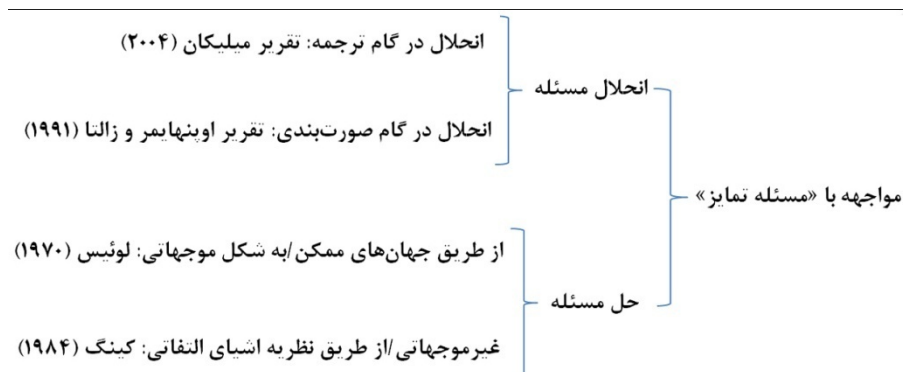 انحلال در گام ترجمه: تقریر میلیکان (۲۰۰۴)
انحلال مسئله
انحلال در گام صورت‌بندی: تقریر اوپنهایمر و زالتا (۱۹۹۱)
مواجهه با «مسئله تمایز»
از طریق جهان‌های ممکن/به شکل موجهاتی: لوئیس (۱۹۷۰)
حل مسئله
غیرموجهاتی/از طریق نظریه اشیای التفاتی: کینگ (۱۹۸۴)